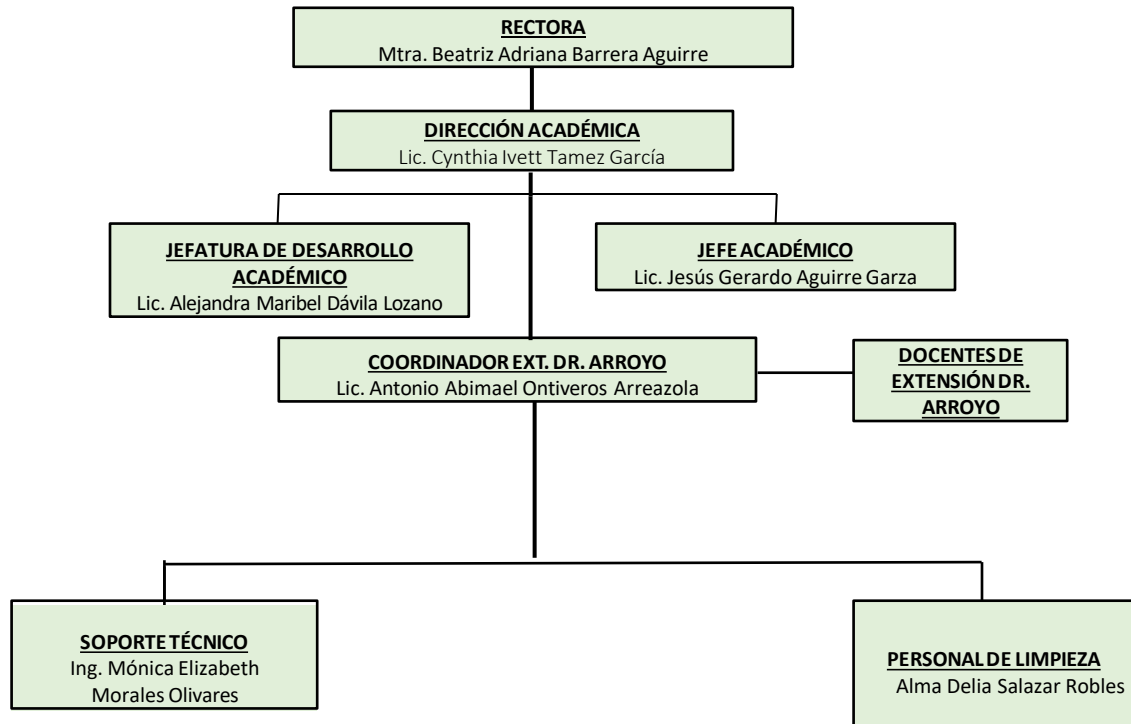 RECTORA
Mtra. Beatriz Adriana Barrera Aguirre
DIRECCIÓN ACADÉMICA
Lic. Cynthia Ivett Tamez García
JEFATURA DE DESARROLLO
ACADÉMICO
Lic. Alejandra Maribel Dávila Lozano
JEFE ACADÉMICO
Lic. Jesús Gerardo Aguirre Garza
COORDINADOR EXT. DR. ARROYO
Lic. Antonio Abimael Ontiveros Arreazola
DOCENTES DE
EXTENSIÓN DR.
ARROYO
SOPORTE TÉCNICO
Ing. Mónica Elizabeth
Morales Olivares
PERSONAL DE LIMPIEZA
Alma Delia Salazar Robles